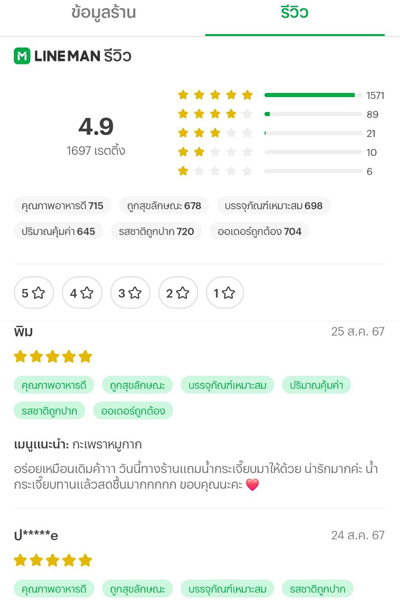 ข้อมูลร้าน
รีวิว
LINE MAN รีวิว
4.9
1697 เรตติ้ง
1571
89
21
10
6
คุณภาพอาหารดี 715
ถูกสุขลักษณะ 678
บรรจุภัณฑ์เหมาะสม 698
ปริมาณคุ้มค่า 645
รสชาติถูกปาก 720
ออเดอร์ถูกต้อง 704
5
4
3
2
1
พิม
25 ส.ค. 67
คุณภาพอาหารดี
ถูกสุขลักษณะ
บรรจุภัณฑ์เหมาะสม
ปริมาณคุ้มค่า
รสชาติถูกปาก
ออเดอร์ถูกต้อง
เมนูแนะนำ: กะเพราหมูกาก
อร่อยเหมือนเดิมค้าาา วันนี้ทางร้านแถมน้ำกระเจี๊ยบมาให้ด้วย น่ารักมากค่ะ น้ำ
กระเจี๊ยบทานแล้วสดชื่นมากกกกก ขอบคุณนะคะ ❤️
ป*****e
24 ส.ค. 67
คุณภาพอาหารดี
ถูกสุขลักษณะ
บรรจุภัณฑ์เหมาะสม
รสชาติถูกปาก